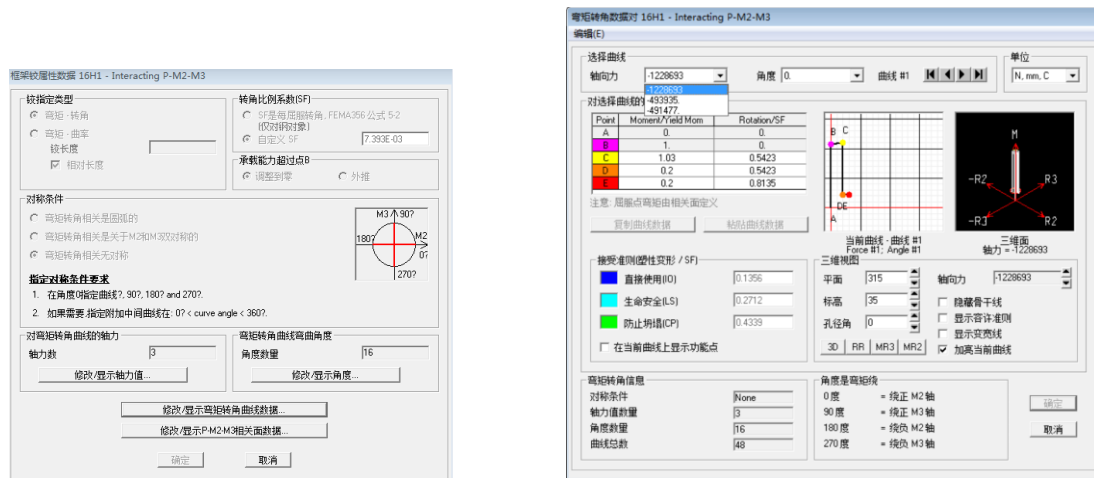 框架铰属性数据 16H1 - Interacting P-M2-M3
铰指定类型
弯矩 - 转角
弯矩 - 曲率
铰长度
相对长度
转角比例系数(SF)
SF是每屈服转角, FEMA356 公式 5-2
(仅对钢对象)
自定义 SF 7.393E-03
承载能力超过点B
调整到零 外推
对称条件
弯矩转角相关是圆弧的
弯矩转角相关是关于M2和M3双对称的
弯矩转角相关无对称
指定对称条件要求
1. 在角度0指定曲线?, 90?, 180? and 270?.
2. 如果需要,指定附加中间曲线在: 0? < curve angle < 360?.
M3 90?
180? M2
0?
270?
对弯矩转角曲线的轴力
轴力数 3
修改/显示轴力值...
弯矩转角曲线弯曲角度
角度数量 16
修改/显示角度...
修改/显示弯矩转角曲线数据...
修改/显示P-M2-M3相关面数据...
确定 取消
弯矩转角数据对 16H1 - Interacting P-M2-M3
编辑(E)
选择曲线
轴向力 -1228693 角度 0. 曲线 #1
-1228693
-493935.
-491477.
单位
N, mm, C
对选择曲线的
Point Moment/Yield Mom Rotation/SF
A 0. 0.
B 1. 0.
C 1.03 0.5423
D 0.2 0.5423
E 0.2 0.8135
注意: 屈服点弯矩由相关面定义
复制曲线数据 粘贴曲线数据
B C
DE
A
当前曲线 - 曲线 #1
Force #1; Angle #1
M
-R2 R3
-R3 R2
三维面
轴力 = -1228693
接受准则(塑性变形 / SF)
直接使用(IO) 0.1356
生命安全(LS) 0.2712
防止坍塌(CP) 0.4339
在当前曲线上显示功能点
三维视图
平面 315
标高 35
孔径角 0
3D RR MR3 MR2
轴向力 -1228693
隐藏骨干线
显示容许准则
显示变宽线
加亮当前曲线
弯矩转角信息
对称条件 None
轴力值数量 3
角度数量 16
曲线总数 48
角度是弯矩绕
0 度 = 绕正 M2 轴
90 度 = 绕正 M3 轴
180 度 = 绕负 M2 轴
270 度 = 绕负 M3 轴
确定
取消